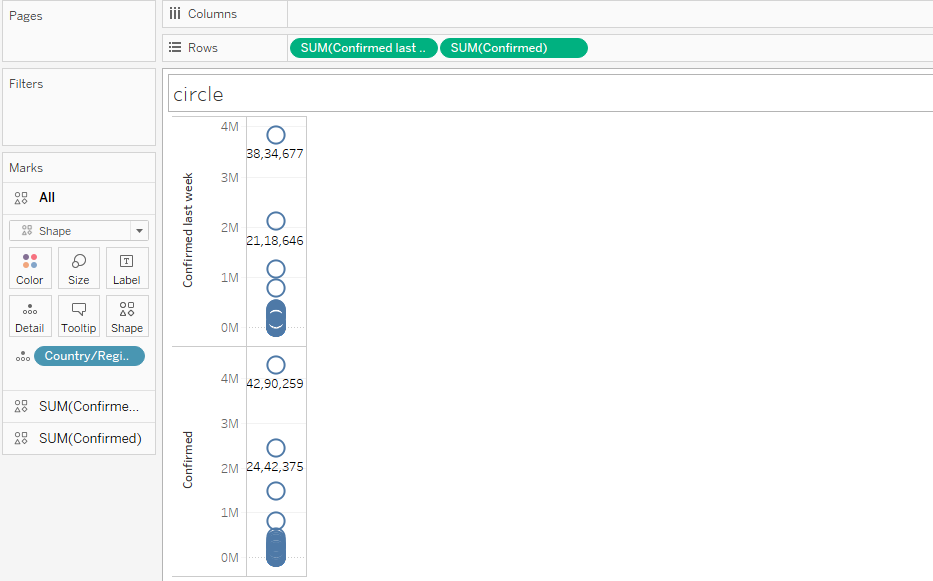 Pages
Columns
Rows
SUM(Confirmed last ..
SUM(Confirmed)
Filters
circle
Marks
All
Shape
Color
Size
Label
Detail
Tooltip
Shape
Country/Regi..
SUM(Confirme...
SUM(Confirmed)
Confirmed last week
4M
3M
2M
1M
0M
38,34,677
21,18,646
Confirmed
4M
3M
2M
1M
0M
42,90,259
24,42,375